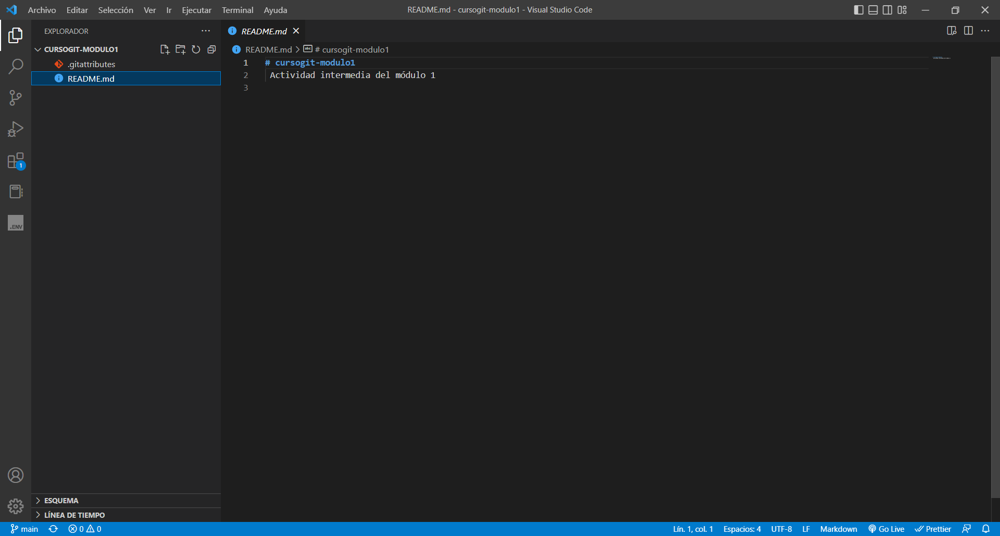 Archivo Editar Selección Ver Ir Ejecutar Terminal Ayuda
README.md - cursogit-modulo1 - Visual Studio Code
EXPLORADOR
README.md
CURSOGIT-MODULO1
README.md > # cursogit-modulo1
.gitattributes
README.md
1 # cursogit-modulo1
2 Actividad intermedia del módulo 1
3
1
.ENV
ESQUEMA
LÍNEA DE TIEMPO
main 0 0
Lín. 1, col. 1 Espacios: 4 UTF-8 LF Markdown Go Live Prettier